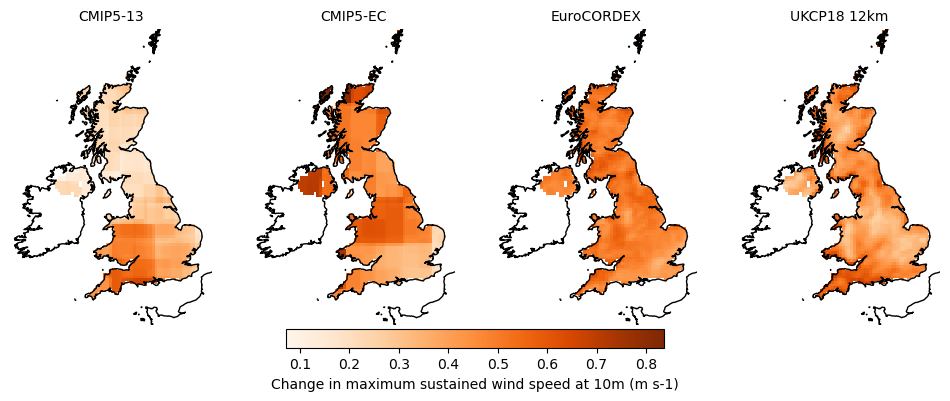 CMIP5-13 CMIP5-EC EuroCORDEX UKCP18 12km
0.1 0.2 0.3 0.4 0.5 0.6 0.7 0.8
Change in maximum sustained wind speed at 10m (m s-1)